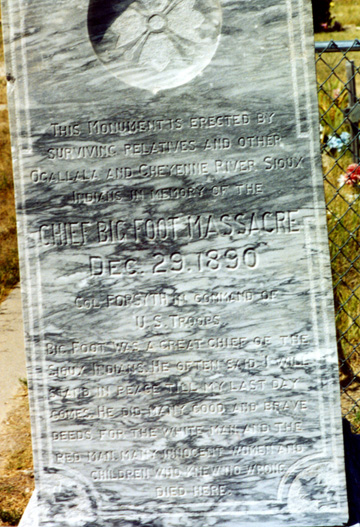 THIS MONUMENT IS ERECTED BY
SURVIVING RELATIVES AND OTHER
OGALLALA AND CHEYENNE RIVER SIOUX
INDIANS IN MEMORY OF THE
CHIEF BIG FOOT MASSACRE
DEC. 29, 1890
COL. FORSYTH IN COMMAND OF
U.S. TROOPS.
BIG FOOT WAS A GREAT CHIEF OF THE
SIOUX INDIANS. HE OFTEN SAID I WILL
STAND IN PEACE TILL MY LAST DAY
COMES. HE DID MANY GOOD AND BRAVE
DEEDS FOR THE WHITE MAN AND THE
RED MAN. MANY INNOCENT WOMEN AND
CHILDREN WHO KNEW NO WRONG
DIED HERE.